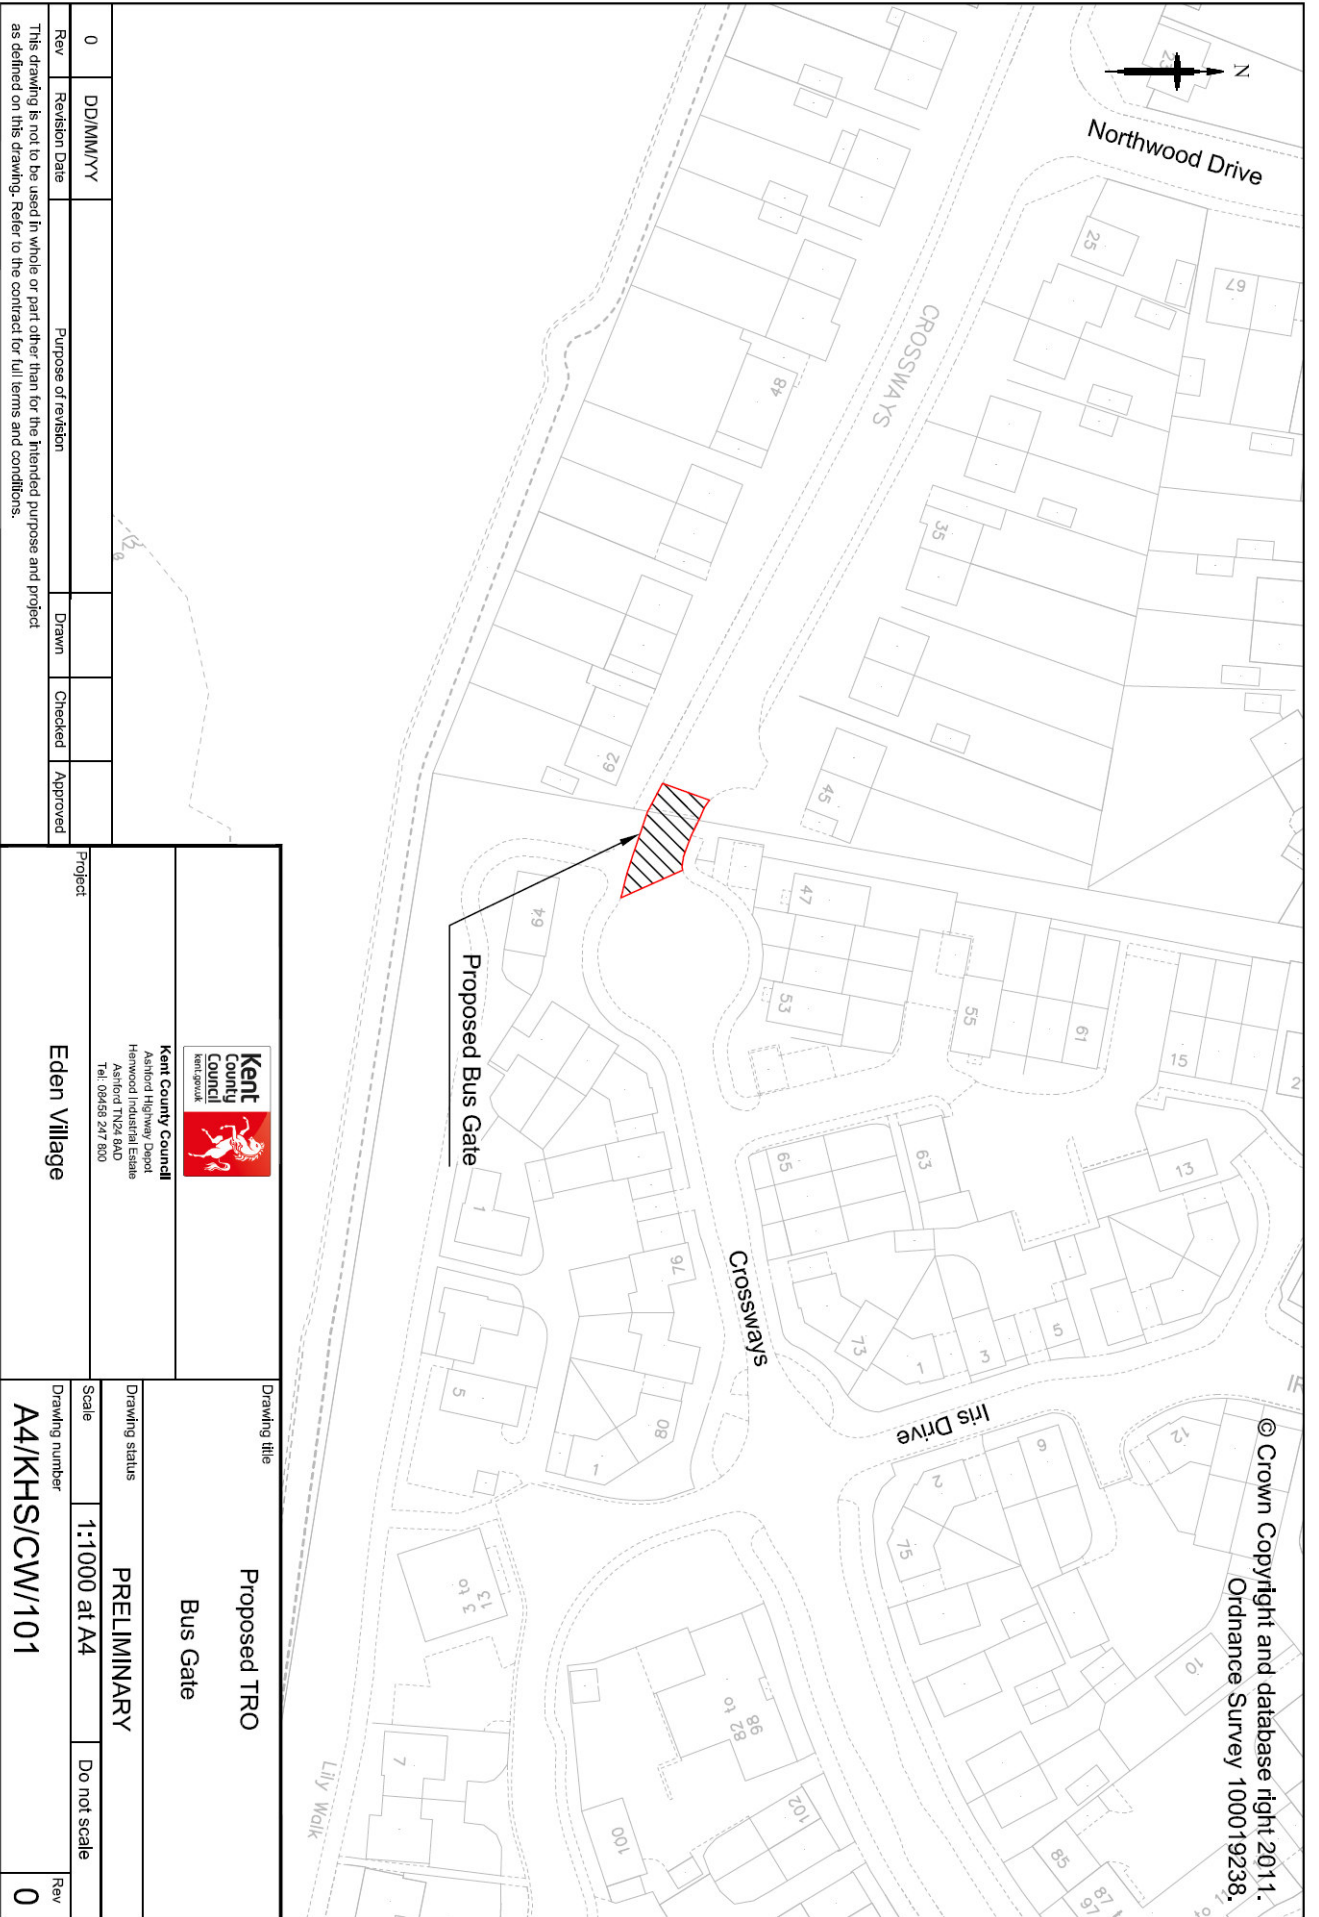 © Crown Copyright and database right 2011.
Ordnance Survey 100019238.
N
Northwood Drive
23
25
67
CROSSWAYS
48
35
62
45
47
53
55
61
15
2
13
63
65
73
1
3
5
64
Proposed Bus Gate
Crossways
Iris Drive
IR
12
9
2
75
10
76
80
1
1
5
3 to
13
82 to
98
102
100
85
87
97
7
Lily Walk
0
DD/MM/YY
Rev
Revision Date
Purpose of revision
Drawn
Checked
Approved
This drawing is not to be used in whole or part other than for the intended purpose and project
as defined on this drawing. Refer to the contract for full terms and conditions.
Kent
County
Council
kent.gov.uk
Kent County Council
Ashford Highway Depot
Henwood Industrial Estate
Ashford TN24 8AD
Tel: 08458 247 800
Project
Eden Village
Drawing title
Proposed TRO
Bus Gate
Drawing status
PRELIMINARY
Scale
1:1000 at A4
Do not scale
Drawing number
A4/KHS/CW/101
Rev
0